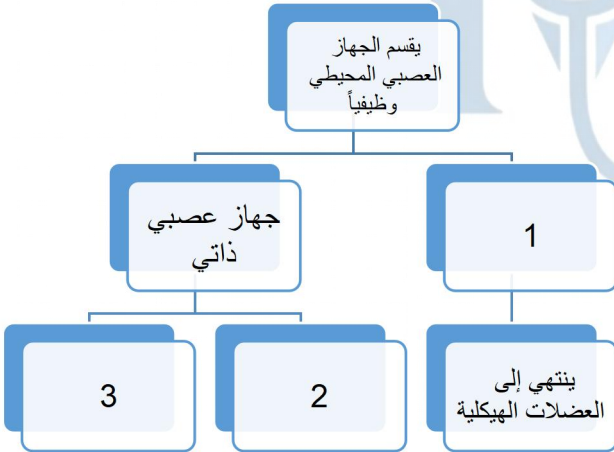 يقسم الجهاز
العصبي المحيطي
وظيفياً
1
جهاز عصبي
ذاتي
ينتهي إلى
العضلات الهيكلية
2
3